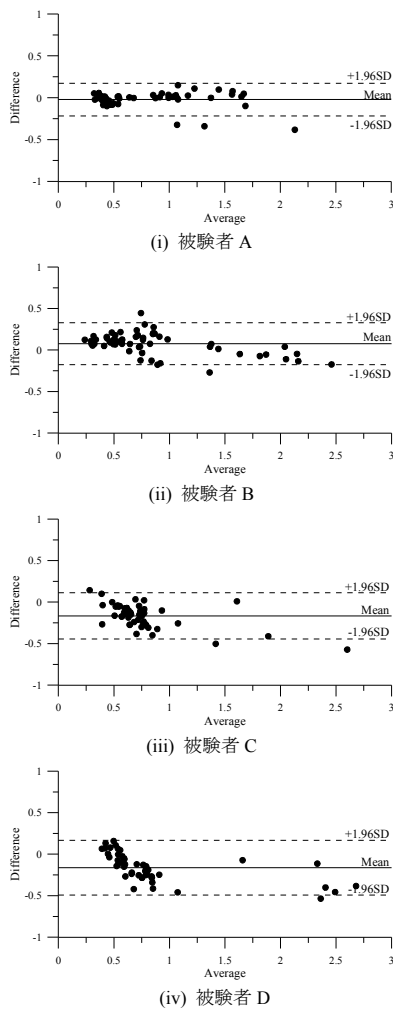 1
0.5
+1.96SD
Difference
0
Mean
-0.5
-1.96SD
-1
0 0.5 1 1.5 2 2.5 3
Average
(i) 被験者 A
1
0.5
+1.96SD
Difference
Mean
0
-1.96SD
-0.5
-1
0 0.5 1 1.5 2 2.5 3
Average
(ii) 被験者 B
1
0.5
+1.96SD
Difference
0
Mean
-1.96SD
-0.5
-1
0 0.5 1 1.5 2 2.5 3
Average
(iii) 被験者 C
1
0.5
+1.96SD
Difference
0
Mean
-1.96SD
-0.5
-1
0 0.5 1 1.5 2 2.5 3
Average
(iv) 被験者 D